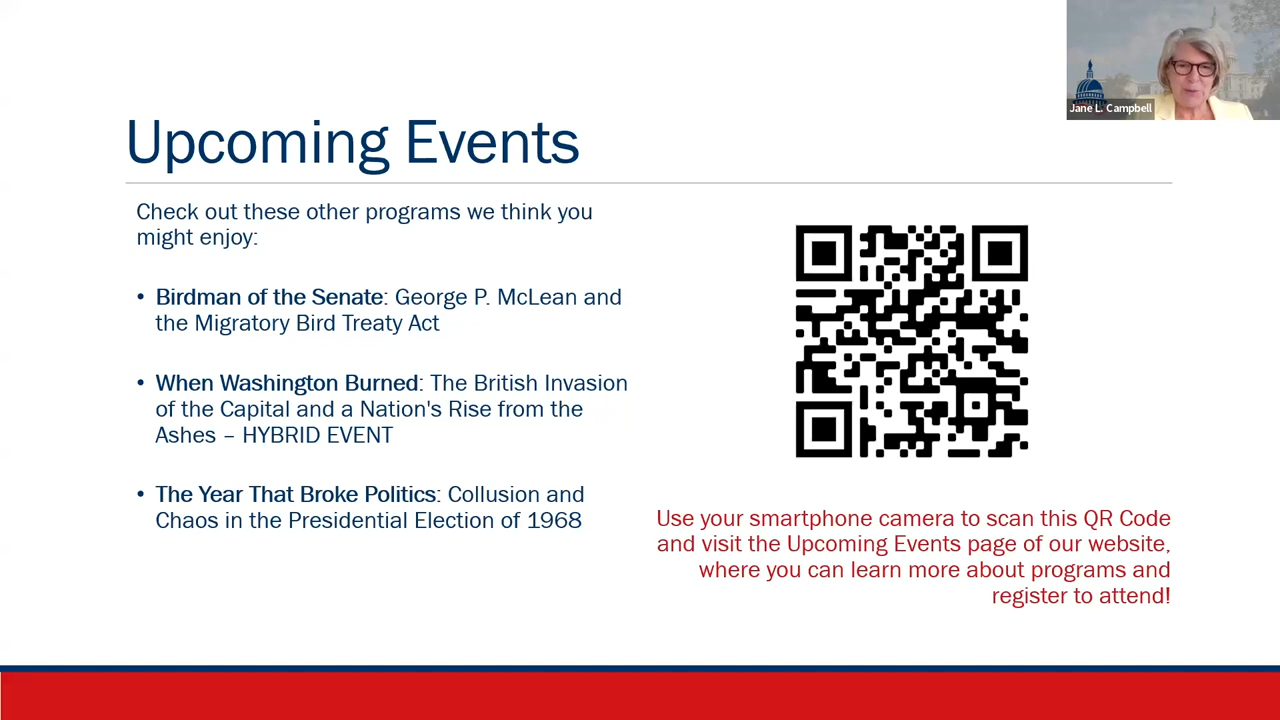 Jane L. Campbell
Upcoming Events
Check out these other programs we think you
might enjoy:
• Birdman of the Senate: George P. McLean and
the Migratory Bird Treaty Act
• When Washington Burned: The British Invasion
of the Capital and a Nation's Rise from the
Ashes – HYBRID EVENT
• The Year That Broke Politics: Collusion and
Chaos in the Presidential Election of 1968
Use your smartphone camera to scan this QR Code
and visit the Upcoming Events page of our website,
where you can learn more about programs and
register to attend!